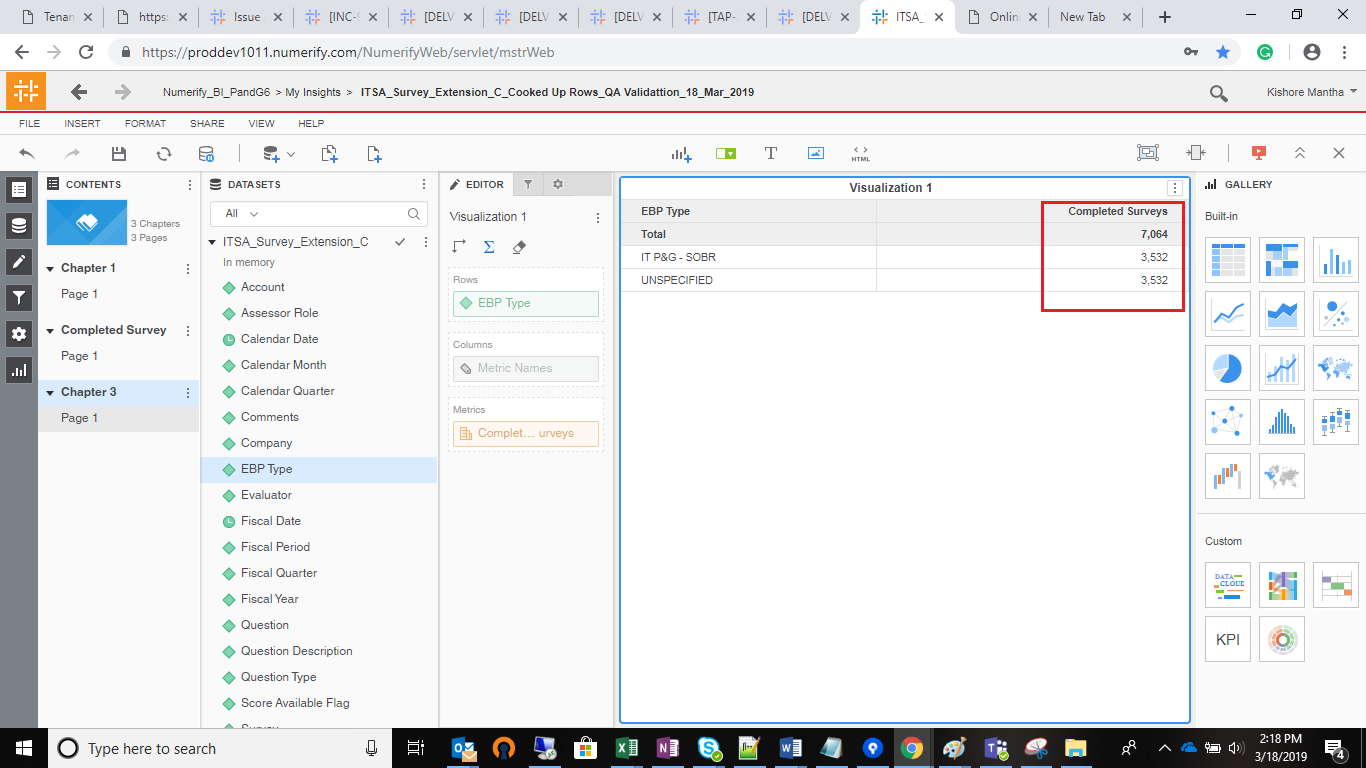 Tenan
https:
Issue
[INC-
[DELV
[DELV
[DELV
[TAP-
[DELV
ITSA_
Onlin
New Tab
https://proddev1011.numerify.com/NumerifyWeb/servlet/mstrWeb
Numerify_BI_PandG6 > My Insights > ITSA_Survey_Extension_C_Cooked Up Rows_QA Validattion_18_Mar_2019
Kishore Mantha
FILE INSERT FORMAT SHARE VIEW HELP
HTML
CONTENTS
3 Chapters
3 Pages
Chapter 1
Page 1
Completed Survey
Page 1
Chapter 3
Page 1
DATASETS
All
ITSA_Survey_Extension_C
In memory
Account
Assessor Role
Calendar Date
Calendar Month
Calendar Quarter
Comments
Company
EBP Type
Evaluator
Fiscal Date
Fiscal Period
Fiscal Quarter
Fiscal Year
Question
Question Description
Question Type
Score Available Flag
Survey
EDITOR
Visualization 1
Rows
EBP Type
Columns
Metric Names
Metrics
Complet... urveys
Visualization 1
EBP Type Completed Surveys
Total 7,064
IT P&G - SOBR 3,532
UNSPECIFIED 3,532
GALLERY
Built-in
Custom
DATA
CLOUD
KPI
Type here to search
2:18 PM
3/18/2019
4